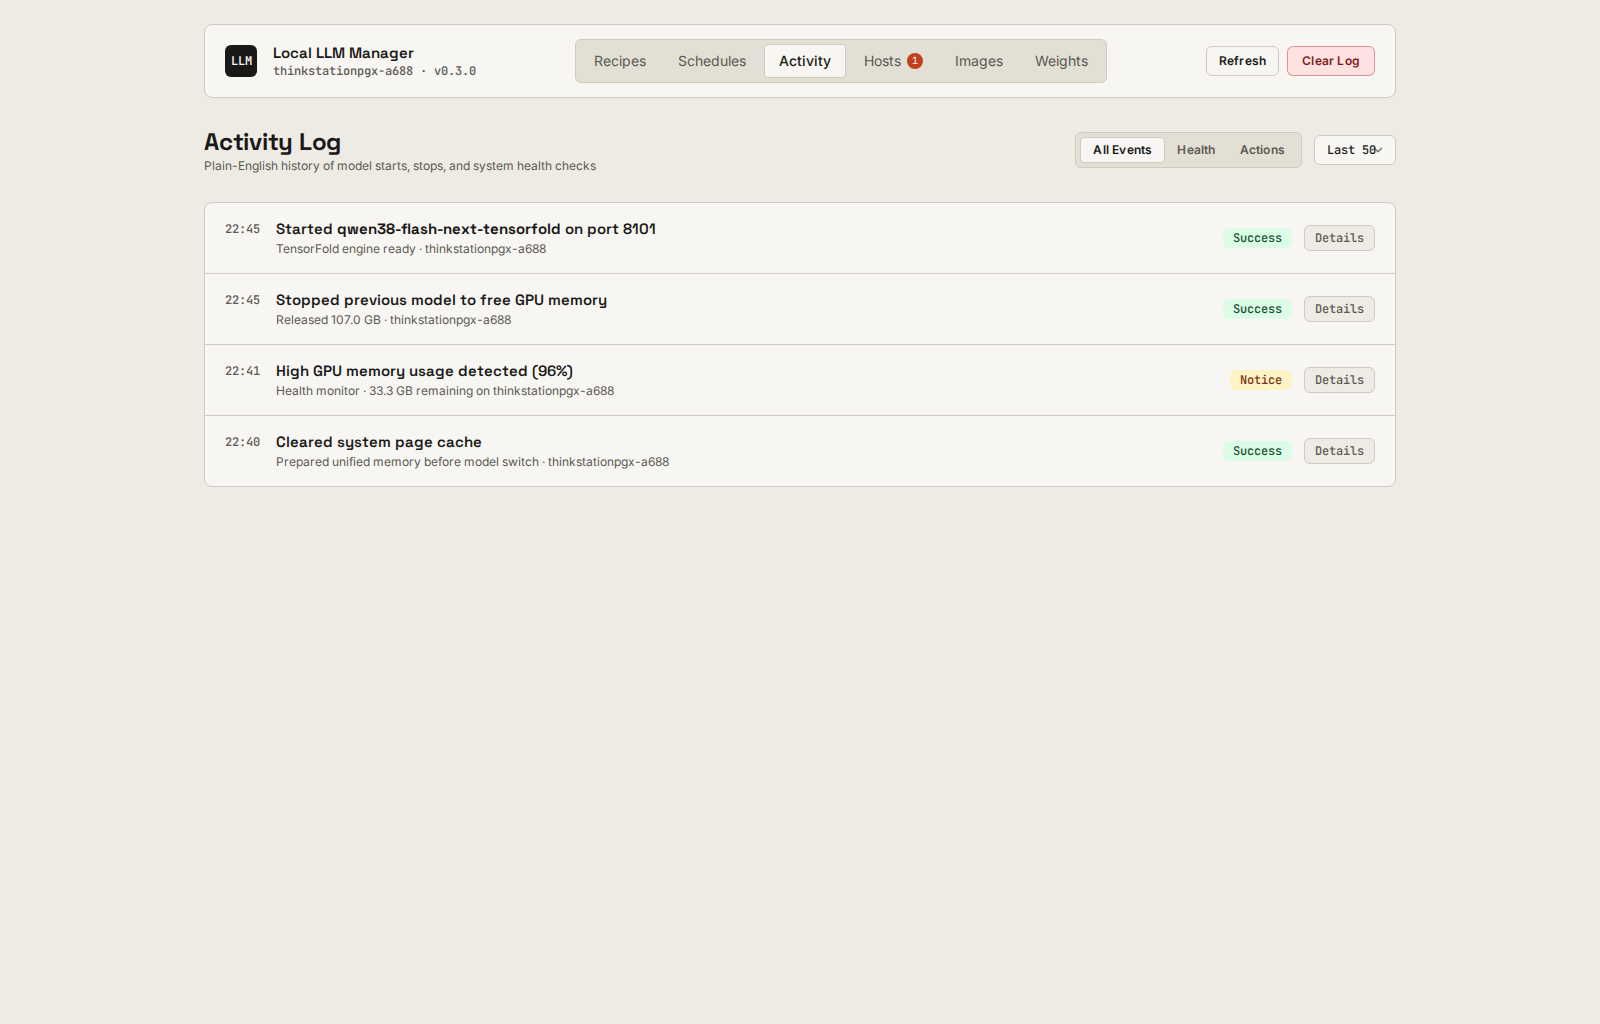 LLM
Local LLM Manager
thinkstationpgx-a688 · v0.3.0
Recipes
Schedules
Activity
Hosts 1
Images
Weights
Refresh
Clear Log
Activity Log
Plain-English history of model starts, stops, and system health checks
All Events
Health
Actions
Last 50
22:45
Started qwen38-flash-next-tensorfold on port 8101
TensorFold engine ready · thinkstationpgx-a688
Success
Details
22:45
Stopped previous model to free GPU memory
Released 107.0 GB · thinkstationpgx-a688
Success
Details
22:41
High GPU memory usage detected (96%)
Health monitor · 33.3 GB remaining on thinkstationpgx-a688
Notice
Details
22:40
Cleared system page cache
Prepared unified memory before model switch · thinkstationpgx-a688
Success
Details